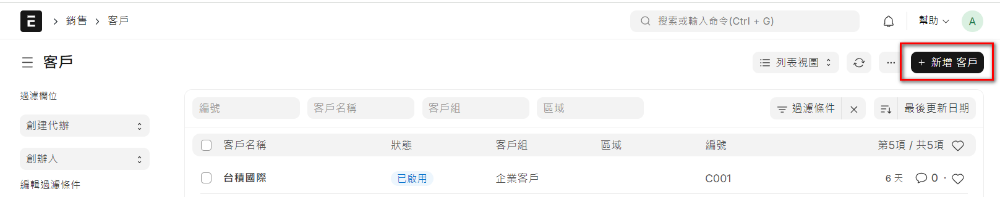 E > 銷售 > 客戶 搜索或輸入命令(Ctrl + G) 幫助 A
客戶 列表視圖 ... + 新增 客戶
過濾欄位
編號 客戶名稱 客戶組 區域 過濾條件 × 最後更新日期
創建代辦
客戶名稱 狀態 客戶組 區域 編號 第5項 / 共5項
創辦人
台積國際 已啟用 企業客戶 C001 6 天 0 ·
編輯過濾條件